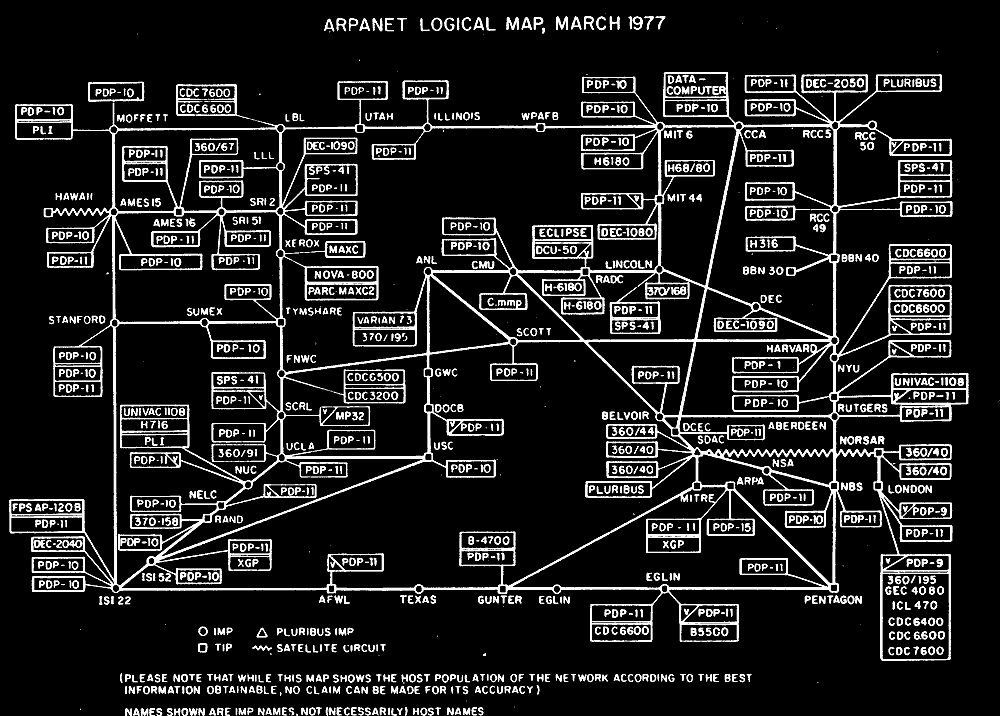 ARPANET LOGICAL MAP, MARCH 1977
PDP-10
PLI
PDP-10
MOFFETT
CDC7600
CDC6600
LBL
PDP-11
UTAH
PDP-11
ILLINOIS
PDP-11
WPAFB
PDP-10
PDP-10
PDP-10
H6180
MIT 6
DATA-
COMPUTER
PDP-10
CCA
PDP-11
PDP-11
PDP-10
DEC-2050
PLURIBUS
RCC5
RCC
50
PDP-11
PDP-11
PDP-11
360/67
PDP-11
PDP-10
LLL
DEC-1090
SPS-41
PDP-11
PDP-11
PDP-11
HAWAII
AMES15
AMES16
SRI 51
SRI 2
PDP-10
PDP-11
PDP-10
PDP-11
PDP-11
H68/80
PDP-11
MIT 44
DEC-1080
PDP-10
PDP-10
RCC
49
SPS-41
PDP-11
PDP-10
XEROX
MAXC
NOVA-800
PARC-MAXC2
PDP-10
PDP-10
CMU
C.mmp
ECLIPSE
DCU-50
H-6180
H-6180
RADC
LINCOLN
370/168
PDP-11
SPS-41
H316
BBN 30
BBN 40
CDC6600
PDP-11
CDC7600
CDC6600
PDP-11
PDP-11
ANL
VARIAN 73
370/195
DEC
DEC-1090
STANFORD
SUMEX
PDP-10
TYMSHARE
PDP-10
PDP-10
PDP-10
PDP-11
SCOTT
PDP-11
HARVARD
PDP-1
PDP-10
PDP-10
NYU
FNWC
CDC6500
CDC3200
GWC
SPS-41
PDP-11
SCRL
MP32
PDP-11
DOCB
PDP-11
PDP-11
BELVOIR
DCEC
PDP-11
ABERDEEN
RUTGERS
UNIVAC-1108
PDP-11
PDP-11
UNIVAC 1108
H716
PLI
PDP-11
360/91
UCLA
PDP-11
PDP-11
USC
PDP-10
360/44
360/40
360/40
PLURIBUS
SDAC
NSA
PDP-11
NORSAR
360/40
360/40
NUC
NELC
PDP-11
PDP-10
370-158
RAND
PDP-10
MITRE
ARPA
PDP-11
XGP
PDP-15
NBS
PDP-10
PDP-11
LONDON
PDP-9
PDP-11
FPS AP-120B
PDP-11
DEC-2040
PDP-10
PDP-10
ISI 22
ISI 52
PDP-11
XGP
PDP-10
PDP-11
AFWL
TEXAS
B-4700
PDP-11
GUNTER
EGLIN
EGLIN
PDP-11
CDC6600
PDP-11
B5500
PDP-11
PENTAGON
PDP-9
360/195
GEC 4080
ICL 470
CDC6400
CDC6600
CDC7600
IMP
PLURIBUS IMP
TIP
SATELLITE CIRCUIT
(PLEASE NOTE THAT WHILE THIS MAP SHOWS THE HOST POPULATION OF THE NETWORK ACCORDING TO THE BEST
INFORMATION OBTAINABLE, NO CLAIM CAN BE MADE FOR ITS ACCURACY)
NAMES SHOWN ARE IMP NAMES, NOT (NECESSARILY) HOST NAMES